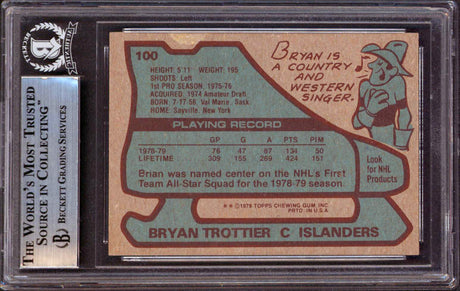 THE WORLD'S MOST TRUSTED
SOURCE IN COLLECTING™
BECKETT GRADING SERVICES
100
HEIGHT: 5'11 WEIGHT: 195
SHOOTS: Left
1st PRO SEASON: 1975-76
ACQUIRED: 1974 Amateur Draft
BORN: 7-17-56, Val Marie, Sask.
HOME: Sayville, New York
BRYAN IS
A COUNTRY
AND
WESTERN
SINGER.
PLAYING RECORD
GP G A PTS PIM
1978-79 76 47 87 134 50
LIFETIME 309 155 269 424 157
Brian was named center on the NHL's First
Team All-Star Squad for the 1978-79 season.
Look
for NHL
Products
★★ ©1979 TOPPS CHEWING GUM, INC.
PRTD. IN U.S.A.
BRYAN TROTTIER C ISLANDERS